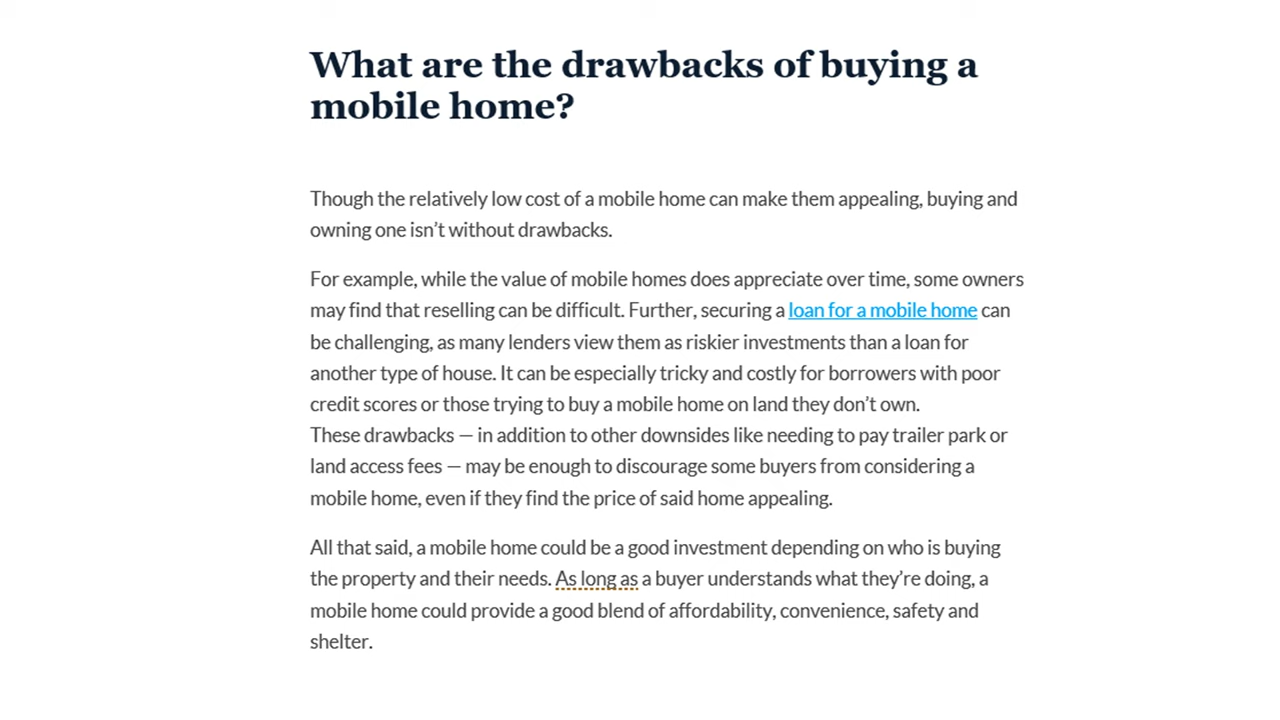 What are the drawbacks of buying a
mobile home?
Though the relatively low cost of a mobile home can make them appealing, buying and
owning one isn’t without drawbacks.
For example, while the value of mobile homes does appreciate over time, some owners
may find that reselling can be difficult. Further, securing a loan for a mobile home can
be challenging, as many lenders view them as riskier investments than a loan for
another type of house. It can be especially tricky and costly for borrowers with poor
credit scores or those trying to buy a mobile home on land they don’t own.
These drawbacks — in addition to other downsides like needing to pay trailer park or
land access fees — may be enough to discourage some buyers from considering a
mobile home, even if they find the price of said home appealing.
All that said, a mobile home could be a good investment depending on who is buying
the property and their needs. As long as a buyer understands what they’re doing, a
mobile home could provide a good blend of affordability, convenience, safety and
shelter.